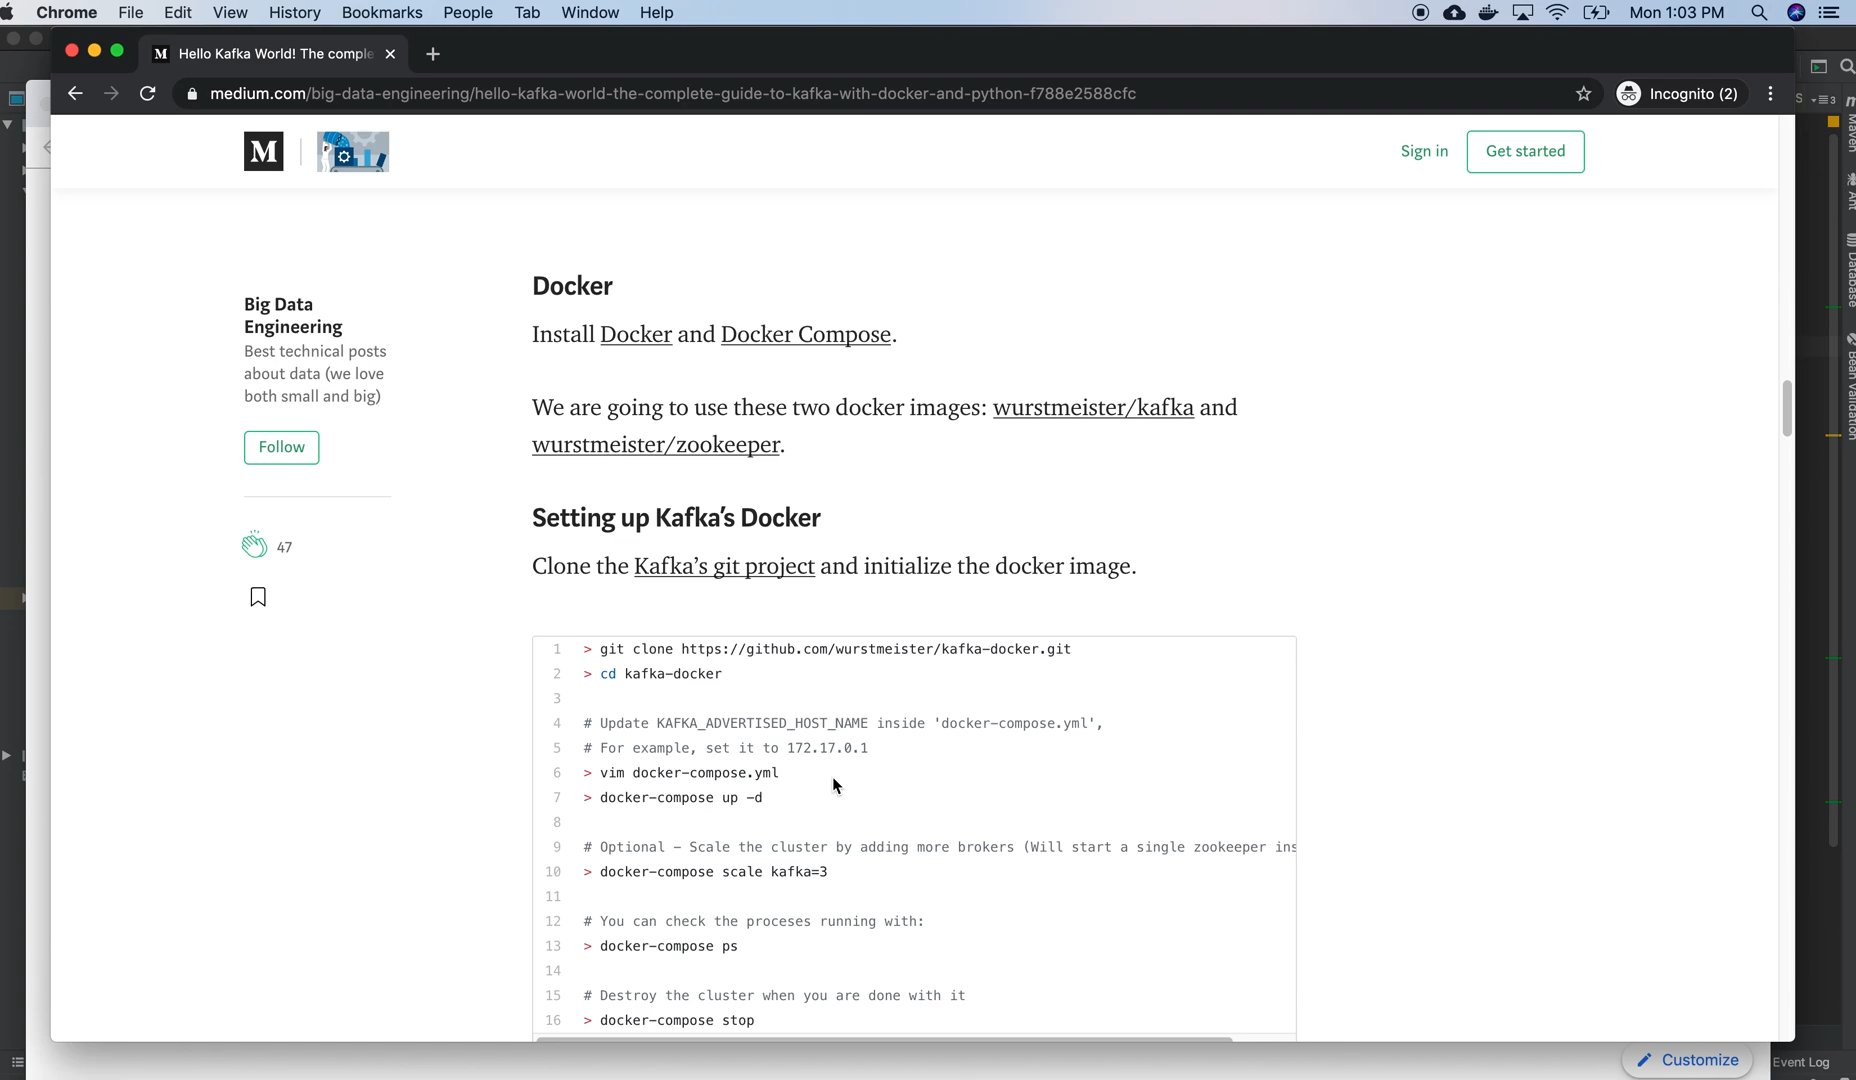 Chrome File Edit View History Bookmarks People Tab Window Help Mon 1:03 PM
M Hello Kafka World! The comple
medium.com/big-data-engineering/hello-kafka-world-the-complete-guide-to-kafka-with-docker-and-python-f788e2588cfc Incognito (2)
M Sign in Get started
Big Data
Engineering
Best technical posts
about data (we love
both small and big)
Follow
47
Docker
Install Docker and Docker Compose.
We are going to use these two docker images: wurstmeister/kafka and
wurstmeister/zookeeper.
Setting up Kafka’s Docker
Clone the Kafka’s git project and initialize the docker image.
1 > git clone https://github.com/wurstmeister/kafka-docker.git
2 > cd kafka-docker
3
4 # Update KAFKA_ADVERTISED_HOST_NAME inside 'docker-compose.yml',
5 # For example, set it to 172.17.0.1
6 > vim docker-compose.yml
7 > docker-compose up -d
8
9 # Optional - Scale the cluster by adding more brokers (Will start a single zookeeper ins
10 > docker-compose scale kafka=3
11
12 # You can check the proceses running with:
13 > docker-compose ps
14
15 # Destroy the cluster when you are done with it
16 > docker-compose stop
Maven
Ant
Database
Bean Validation
Customize
Event Log